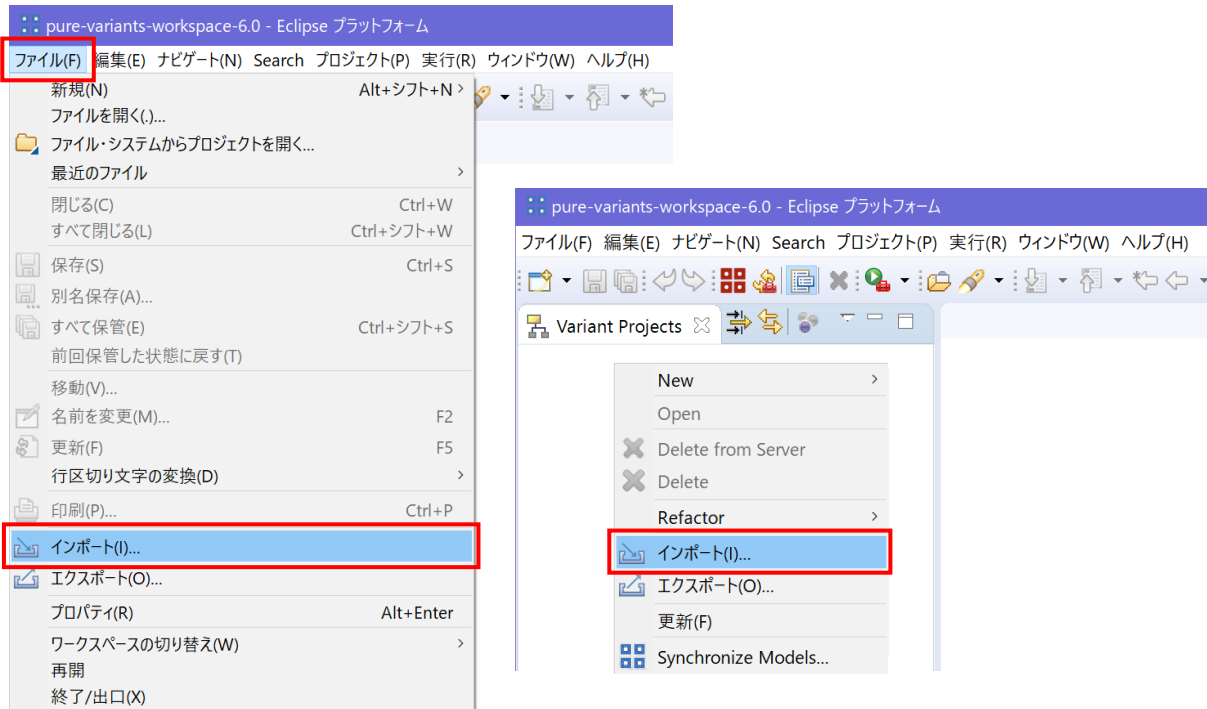 pure-variants-workspace-6.0 - Eclipse プラットフォーム
ファイル(F) 編集(E) ナビゲート(N) Search プロジェクト(P) 実行(R) ウィンドウ(W) ヘルプ(H)
新規(N) Alt+シフト+N
ファイルを開く(.)...
ファイル・システムからプロジェクトを開く...
最近のファイル
閉じる(C) Ctrl+W
すべて閉じる(L) Ctrl+シフト+W
保存(S) Ctrl+S
別名保存(A)...
すべて保管(E) Ctrl+シフト+S
前回保管した状態に戻す(T)
移動(V)...
名前を変更(M)... F2
更新(F) F5
行区切り文字の変換(D)
印刷(P)... Ctrl+P
インポート(I)...
エクスポート(O)...
プロパティ(R) Alt+Enter
ワークスペースの切り替え(W)
再開
終了/出口(X)
pure-variants-workspace-6.0 - Eclipse プラットフォーム
ファイル(F) 編集(E) ナビゲート(N) Search プロジェクト(P) 実行(R) ウィンドウ(W) ヘルプ(H)
Variant Projects
New
Open
Delete from Server
Delete
Refactor
インポート(I)...
エクスポート(O)...
更新(F)
Synchronize Models...